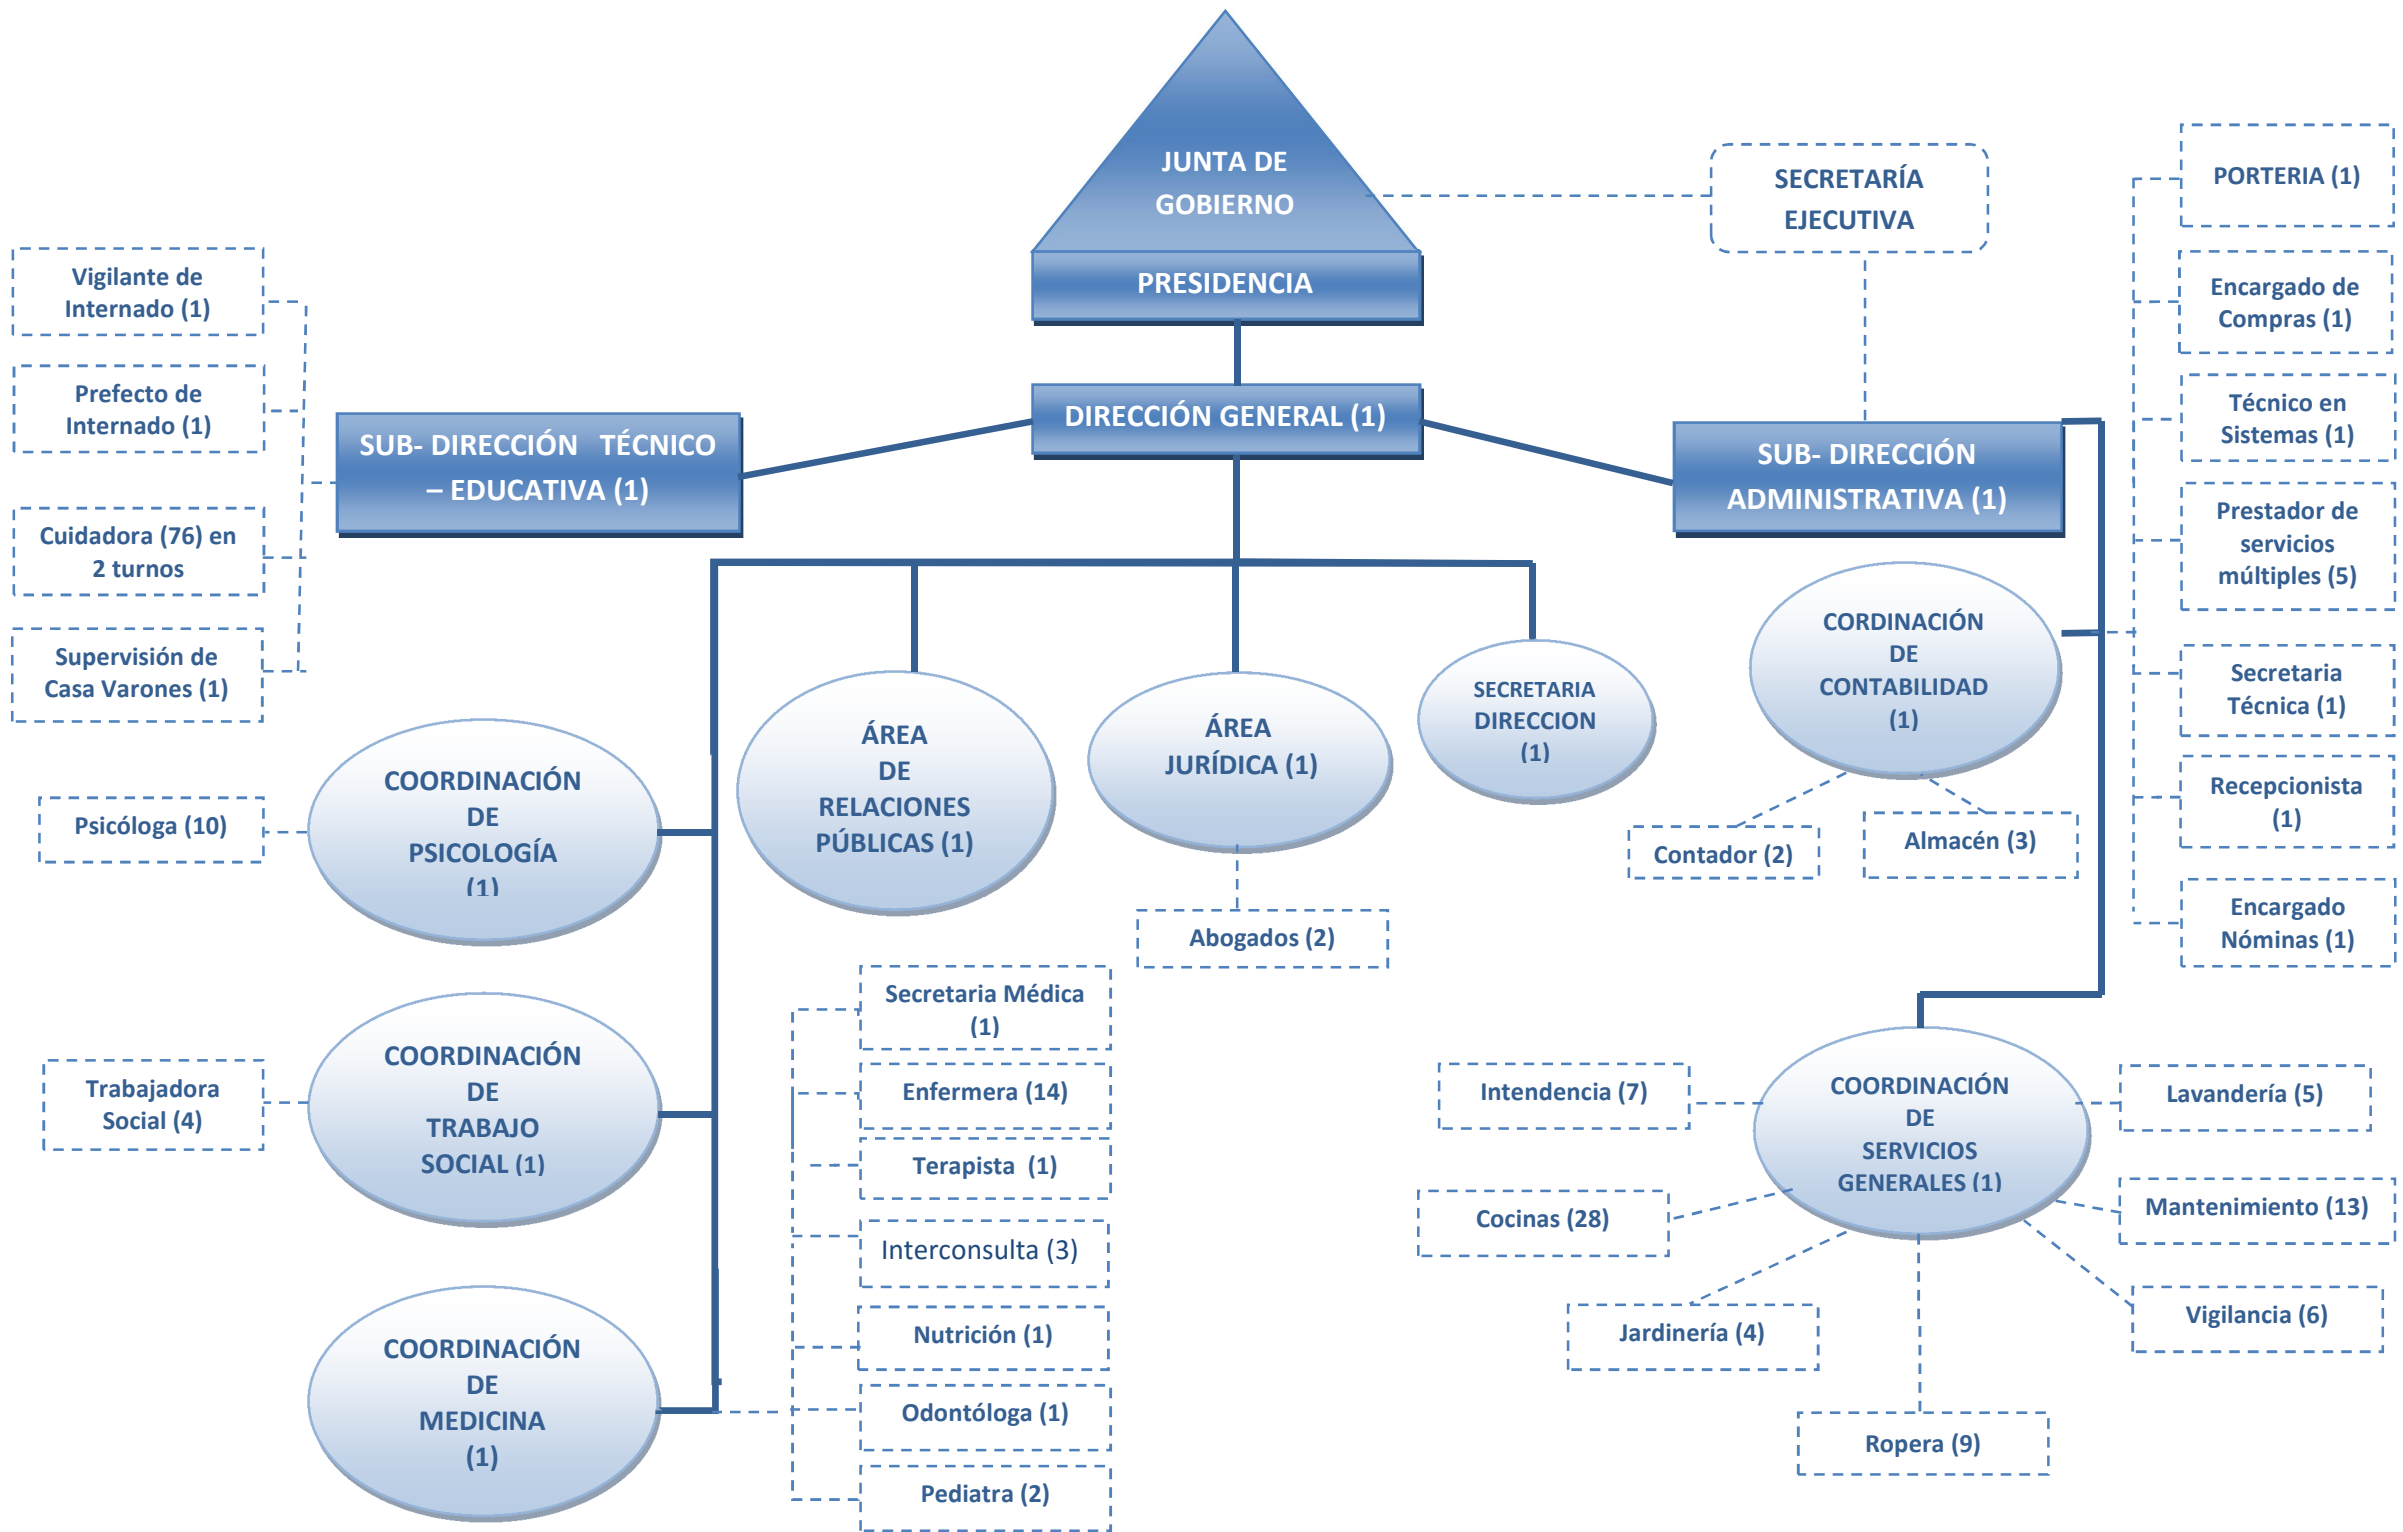 JUNTA DE
GOBIERNO
PRESIDENCIA
SECRETARÍA
EJECUTIVA
DIRECCIÓN GENERAL (1)
SUB- DIRECCIÓN TÉCNICO
– EDUCATIVA (1)
SUB- DIRECCIÓN
ADMINISTRATIVA (1)
Vigilante de
Internado (1)
Prefecto de
Internado (1)
Cuidadora (76) en
2 turnos
Supervisión de
Casa Varones (1)
PORTERIA (1)
Encargado de
Compras (1)
Técnico en
Sistemas (1)
Prestador de
servicios
múltiples (5)
Secretaria
Técnica (1)
Recepcionista
(1)
Encargado
Nóminas (1)
COORDINACIÓN
DE
PSICOLOGÍA
(1)
Psicóloga (10)
ÁREA
DE
RELACIONES
PÚBLICAS (1)
ÁREA
JURÍDICA (1)
Abogados (2)
SECRETARIA
DIRECCION
(1)
CORDINACIÓN
DE
CONTABILIDAD
(1)
Contador (2)
Almacén (3)
COORDINACIÓN
DE
TRABAJO
SOCIAL (1)
Trabajadora
Social (4)
COORDINACIÓN
DE
MEDICINA
(1)
Secretaria Médica
(1)
Enfermera (14)
Terapista (1)
Interconsulta (3)
Nutrición (1)
Odontóloga (1)
Pediatra (2)
COORDINACIÓN
DE
SERVICIOS
GENERALES (1)
Intendencia (7)
Cocinas (28)
Jardinería (4)
Ropera (9)
Lavandería (5)
Mantenimiento (13)
Vigilancia (6)